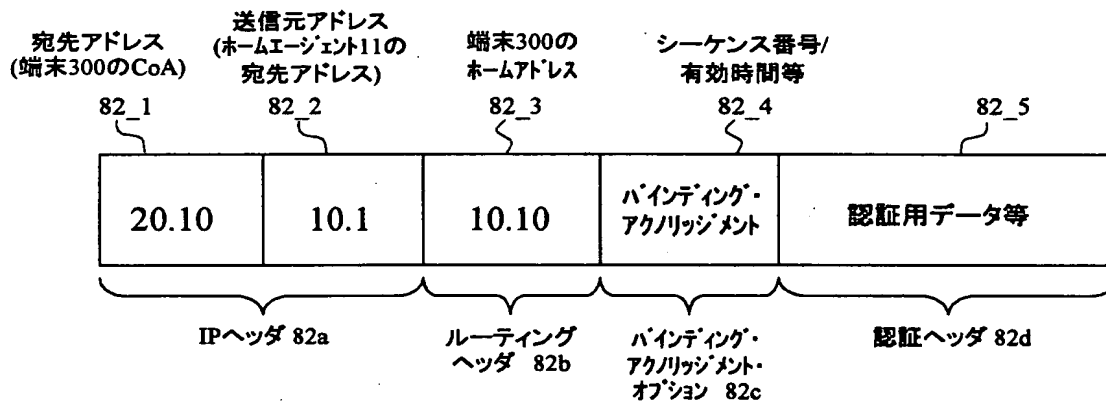 宛先アドレス
(端末300のCoA)
82_1
送信元アドレス
(ホームエージェント11の
宛先アドレス)
82_2
端末300の
ホームアドレス
82_3
シーケンス番号/
有効時間等
82_4
82_5
20.10
10.1
10.10
バインディング・
アクノリッジメント
認証用データ等
IPヘッダ 82a
ルーティング
ヘッダ 82b
バインディング・
アクノリッジメント・
オプション 82c
認証ヘッダ 82d